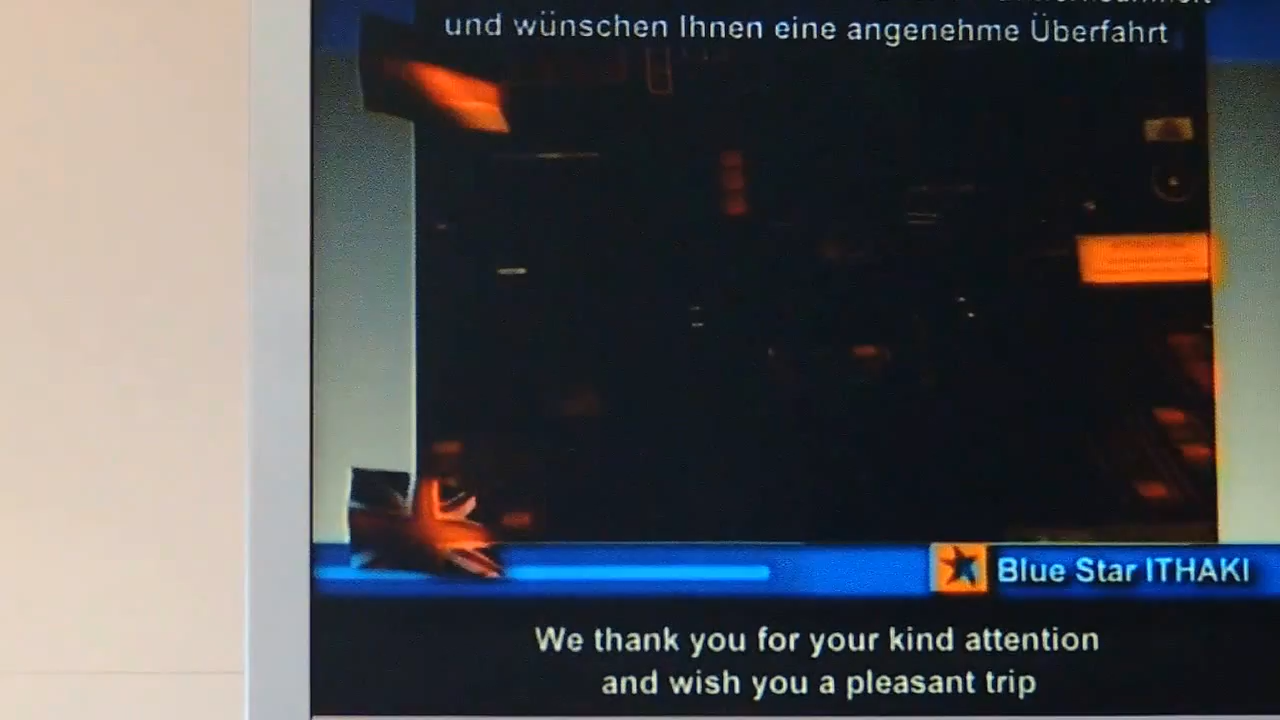 und wünschen Ihnen eine angenehme Überfahrt
Blue Star ITHAKI
We thank you for your kind attention
and wish you a pleasant trip